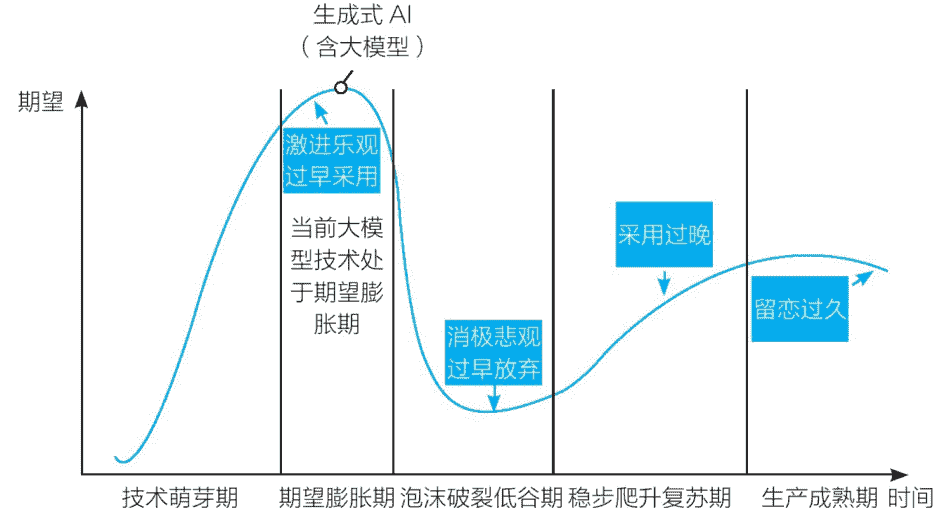 生成式 AI
（含大模型）
期望
激进乐观
过早采用
当前大模
型技术处
于期望膨
胀期
消极悲观
过早放弃
采用过晚
留恋过久
技术萌芽期
期望膨胀期
泡沫破裂低谷期
稳步爬升复苏期
生产成熟期
时间